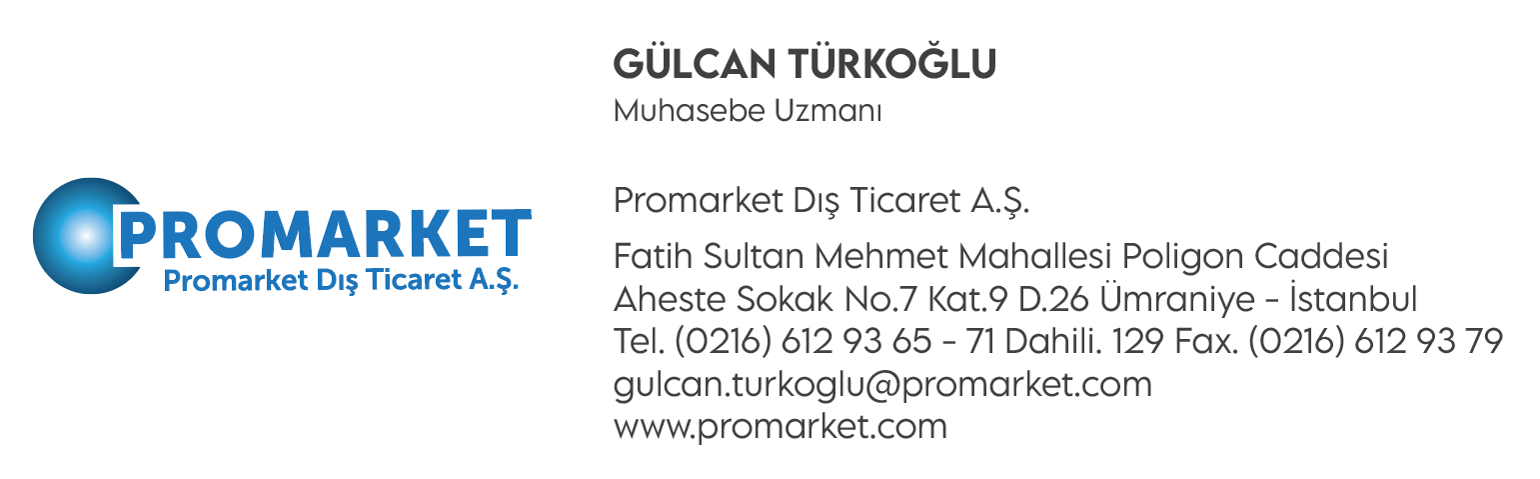 GÜLCAN TÜRKOĞLU
Muhasebe Uzmanı
PROMARKET
Promarket Dış Ticaret A.Ş.
Promarket Dış Ticaret A.Ş.
Fatih Sultan Mehmet Mahallesi Poligon Caddesi
Aheste Sokak No.7 Kat.9 D.26 Ümraniye - İstanbul
Tel. (0216) 612 93 65 - 71 Dahili. 129 Fax. (0216) 612 93 79
gulcan.turkoglu@promarket.com
www.promarket.com